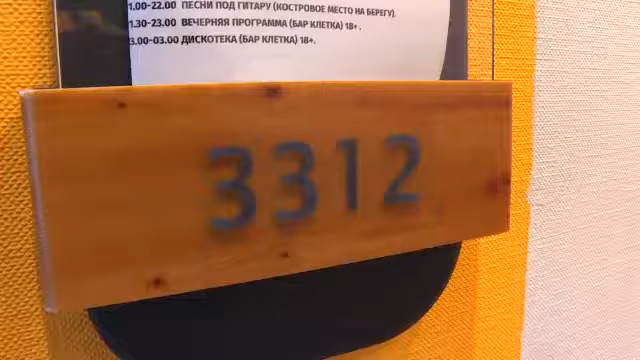 1.00-22.00 ПЕСНИ ПОД ГИТАРУ (КОСТРОВОЕ МЕСТО НА БЕРЕГУ).
1.30-23.00 ВЕЧЕРНЯЯ ПРОГРАММА (БАР КЛЕТКА) 18+.
3.00-03.00 ДИСКОТЕКА (БАР КЛЕТКА) 18+.
3312